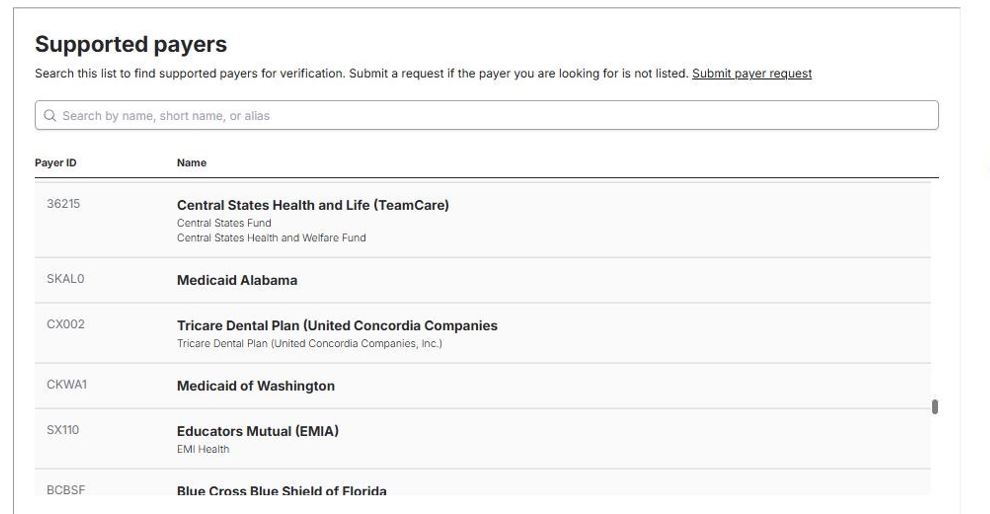 Supported payers
Search this list to find supported payers for verification. Submit a request if the payer you are looking for is not listed. Submit payer request
Search by name, short name, or alias
Payer ID Name
36215 Central States Health and Life (TeamCare)
Central States Fund
Central States Health and Welfare Fund
SKAL0 Medicaid Alabama
CX002 Tricare Dental Plan (United Concordia Companies
Tricare Dental Plan (United Concordia Companies, Inc.)
CKWA1 Medicaid of Washington
SX110 Educators Mutual (EMIA)
EMI Health
BCBSF Blue Cross Blue Shield of Florida